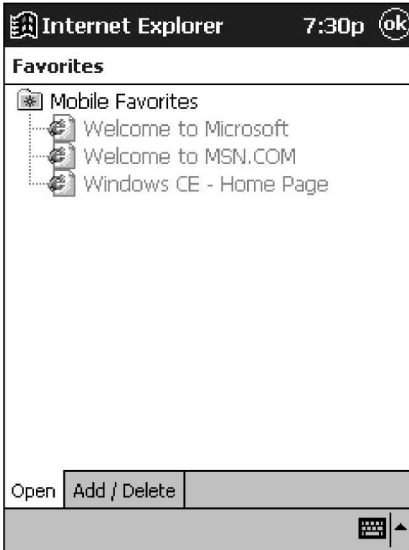 Internet Explorer 7:30p ok
Favorites
Mobile Favorites
Welcome to Microsoft
Welcome to MSN.COM
Windows CE - Home Page
Open Add / Delete